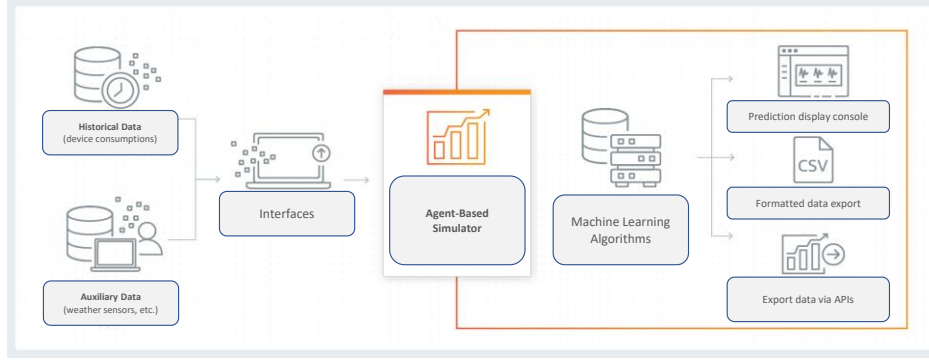 Historical Data
(device consumptions)
Auxiliary Data
(weather sensors, etc.)
Interfaces
Agent-Based
Simulator
Machine Learning
Algorithms
Prediction display console
CSV
Formatted data export
Export data via APIs